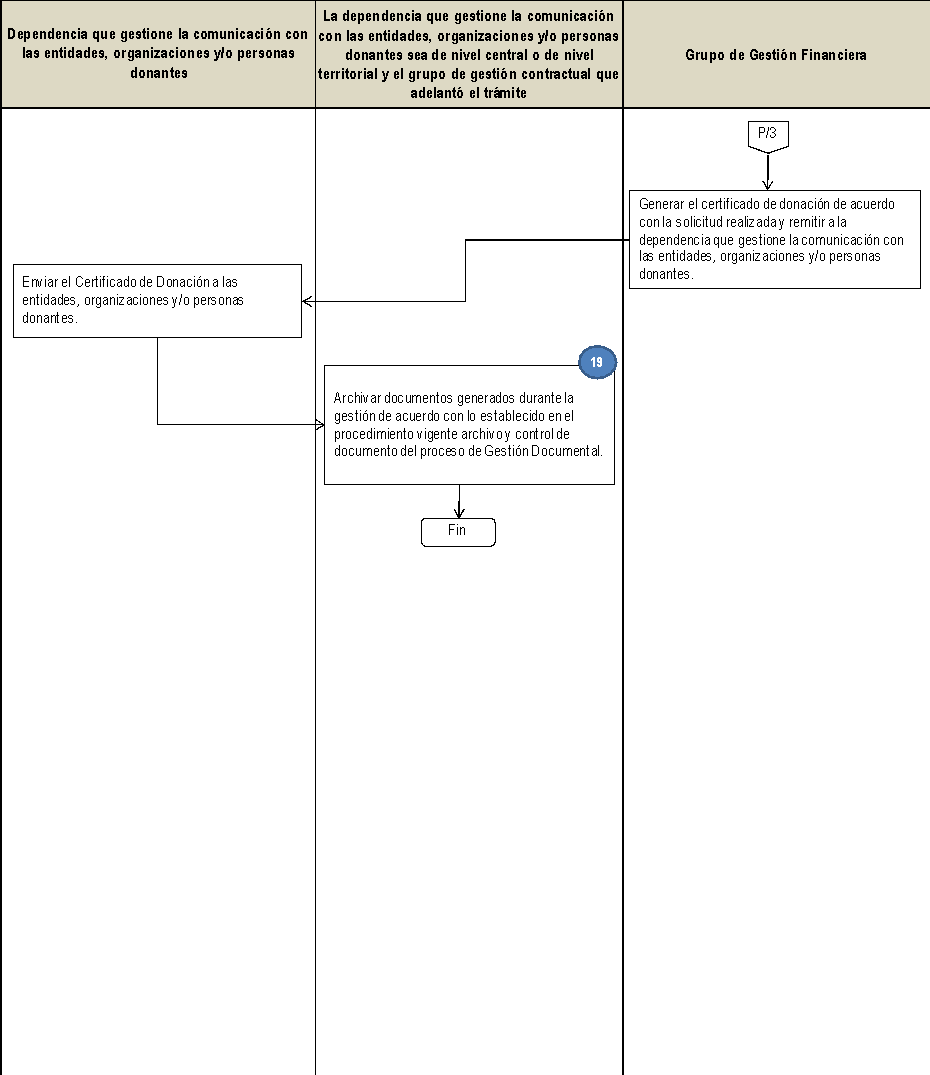 Dependencia que gestione la comunicación con
las entidades, organizaciones y/o personas
donantes
La dependencia que gestione la comunicación
con las entidades, organizaciones y/o personas
donantes sea de nivel central o de nivel
territorial y el grupo de gestión contractual que
adelantó el trámite
Grupo de Gestión Financiera
P/3
Generar el certificado de donación de acuerdo
con la solicitud realizada y remitir a la
dependencia que gestione la comunicación con
las entidades, organizaciones y/o personas
donantes.
Enviar el Certificado de Donación a las
entidades, organizaciones y/o personas
donantes.
19
Archivar documentos generados durante la
gestión de acuerdo con lo establecido en el
procedimiento vigente archivo y control de
documento del proceso de Gestión Documental.
Fin